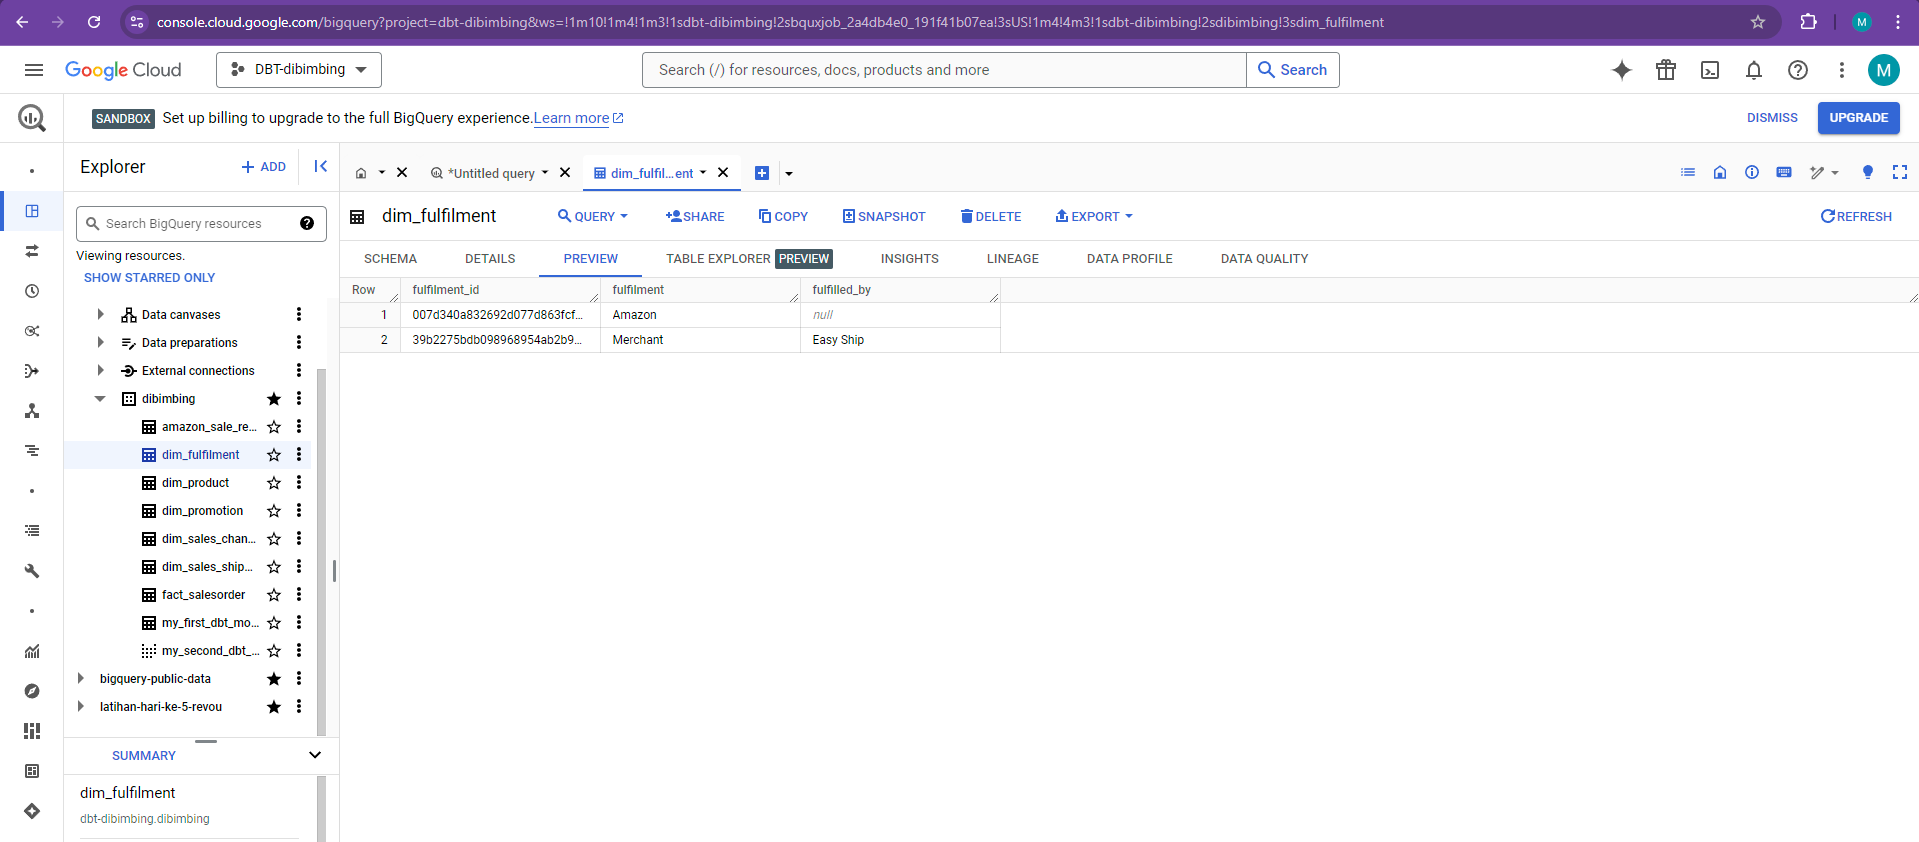 console.cloud.google.com/bigquery?project=dbt-dibimbing&ws=!1m10!1m4!1m3!1sdbt-dibimbing!2sbquxjob_2a4db4e0_191f41b07ea!3sUS!1m4!4m3!1sdbt-dibimbing!2sdibimbing!3sdim_fulfilment
M
Google Cloud
DBT-dibimbing
Search (/) for resources, docs, products and more
Search
M
SANDBOX Set up billing to upgrade to the full BigQuery experience. Learn more
DISMISS
UPGRADE
Explorer
+ ADD
*Untitled query
dim_fulfil...ent
Search BigQuery resources
dim_fulfilment
QUERY
SHARE
COPY
SNAPSHOT
DELETE
EXPORT
REFRESH
Viewing resources.
SHOW STARRED ONLY
SCHEMA
DETAILS
PREVIEW
TABLE EXPLORER PREVIEW
INSIGHTS
LINEAGE
DATA PROFILE
DATA QUALITY
Row fulfilment_id fulfilment fulfilled_by
1 007d340a832692d077d863fcf... Amazon null
2 39b2275bdb098968954ab2b9... Merchant Easy Ship
Data canvases
Data preparations
External connections
dibimbing
amazon_sale_re...
dim_fulfilment
dim_product
dim_promotion
dim_sales_chan...
dim_sales_ship...
fact_salesorder
my_first_dbt_mo...
my_second_dbt_...
bigquery-public-data
latihan-hari-ke-5-revou
SUMMARY
dim_fulfilment
dbt-dibimbing.dibimbing